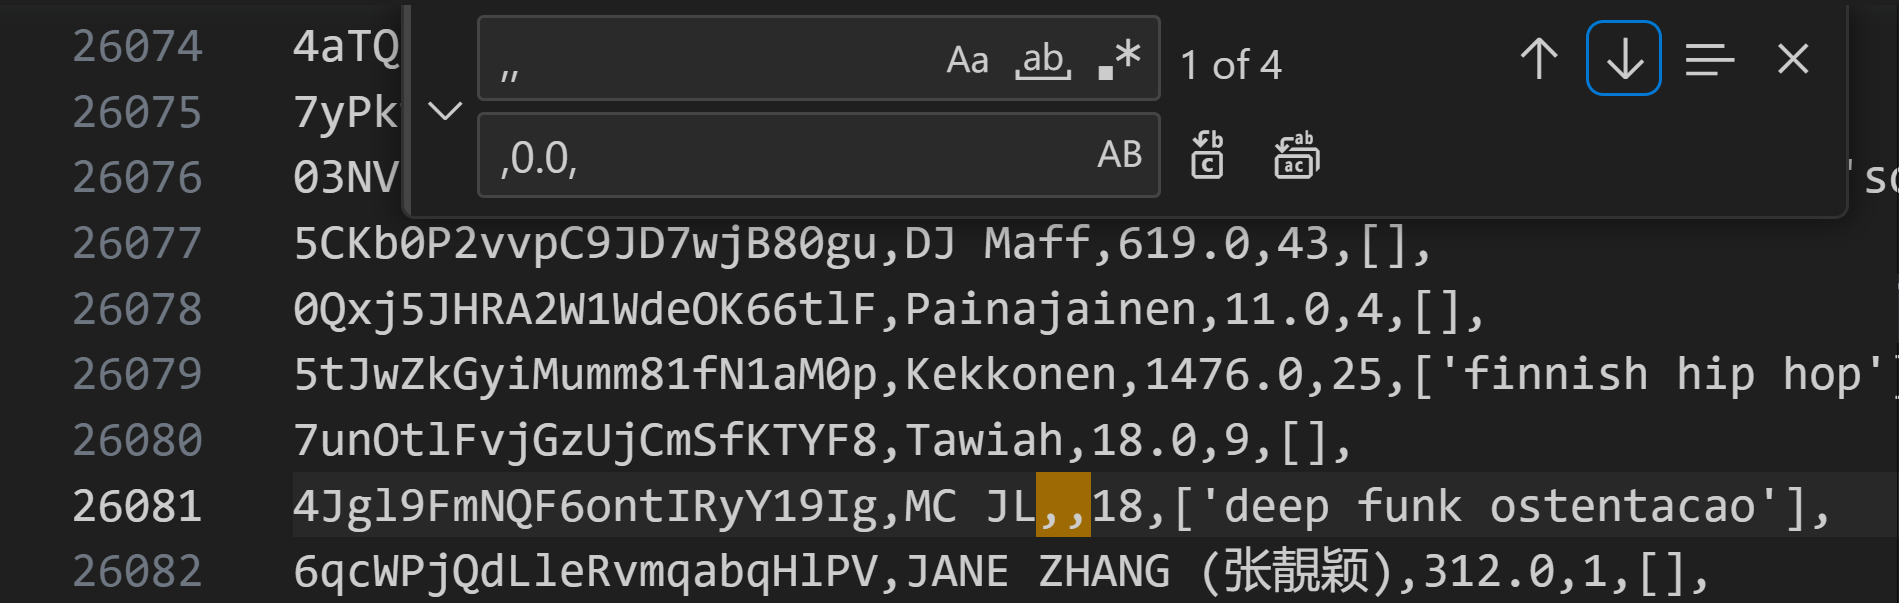 26074 4aTQ
,, Aa ab * 1 of 4
26075 7yPk
,0.0, AB
26076 03NV 'so
26077 5CKb0P2vvpC9JD7wjB80gu,DJ Maff,619.0,43,[],
26078 0Qxj5JHRA2W1WdeOK66tlF,Painajainen,11.0,4,[],
26079 5tJwZkGyiMumm81fN1aM0p,Kekkonen,1476.0,25,['finnish hip hop']
26080 7unOtlFvjGzUjCmSfKTYF8,Tawiah,18.0,9,[],
26081 4Jgl9FmNQF6ontIRyY19Ig,MC JL,,18,['deep funk ostentacao'],
26082 6qcWPjQdLleRvmqabqHlPV,JANE ZHANG (张靚颖),312.0,1,[],